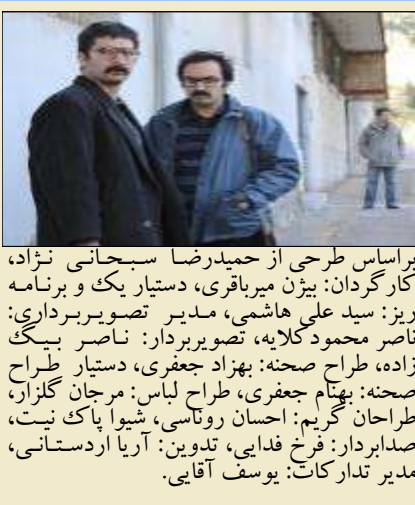 براساس طرحی از حمیدرضا سبحانی نژاد،
کارگردان: بیژن میرباقری، دستیار یک و برنامه
ریز: سید علی هاشمی، مدیر تصویربرداری:
ناصر محمودکلایه، تصویربردار: ناصر بیگ
زاده، طراح صحنه: بهزاد جعفری، دستیار طراح
صحنه: بهنام جعفری، طراح لباس: مرجان گلزار،
طراحان گریم: احسان روناسی، شیوا پاک نیت،
صدابردار: فرخ فدایی، تدوین: آریا اردستانی،
مدیر تدارکات: یوسف آقایی.